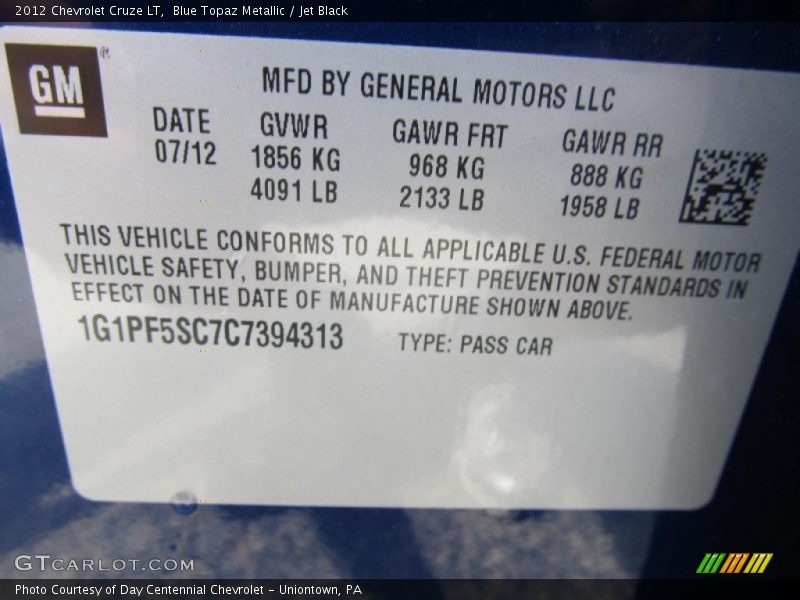 2012 Chevrolet Cruze LT,  Blue Topaz Metallic / Jet Black
GM®
MFD BY GENERAL MOTORS LLC
DATE GVWR GAWR FRT GAWR RR
07/12 1856 KG 968 KG 888 KG
4091 LB 2133 LB 1958 LB
THIS VEHICLE CONFORMS TO ALL APPLICABLE U.S. FEDERAL MOTOR
VEHICLE SAFETY, BUMPER, AND THEFT PREVENTION STANDARDS IN
EFFECT ON THE DATE OF MANUFACTURE SHOWN ABOVE.
1G1PF5SC7C7394313 TYPE: PASS CAR
GTCARLOT.COM
Photo Courtesy of Day Centennial Chevrolet - Uniontown, PA